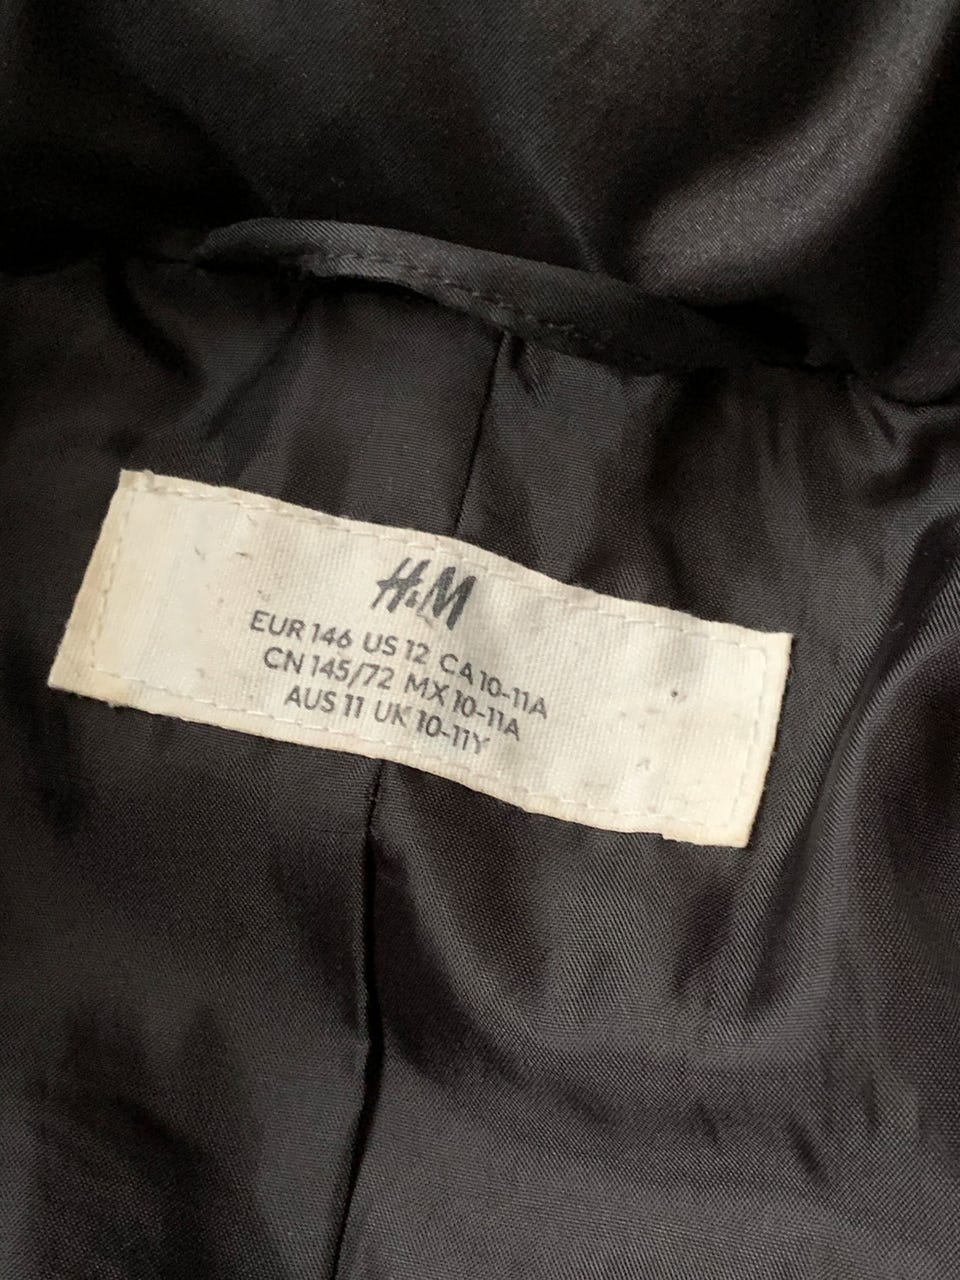 H&M
EUR 146 US 12 CA 10-11A
CN 145/72 MX 10-11A
AUS 11 UK 10-11Y